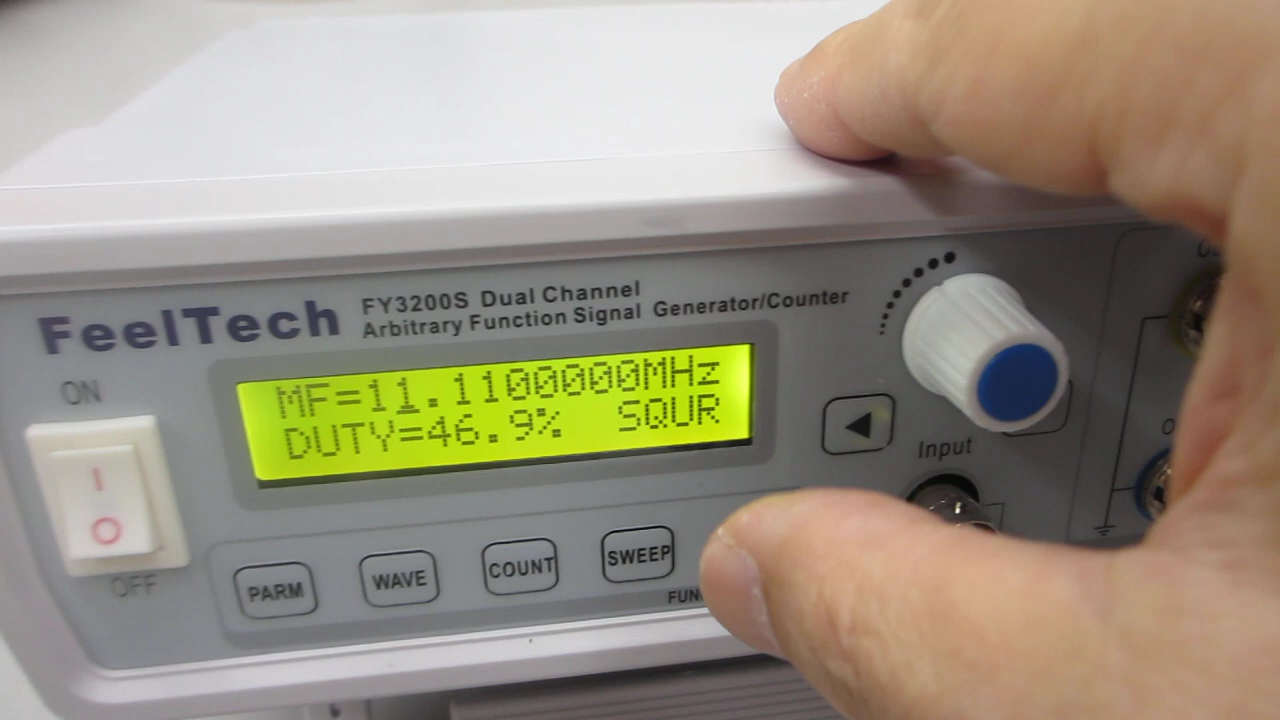 FeelTech
FY3200S Dual Channel
Arbitrary Function Signal Generator/Counter
ON
MF=11.1100000MHz
DUTY=46.9% SQUR
I
O
OFF
Input
PARM
WAVE
COUNT
SWEEP